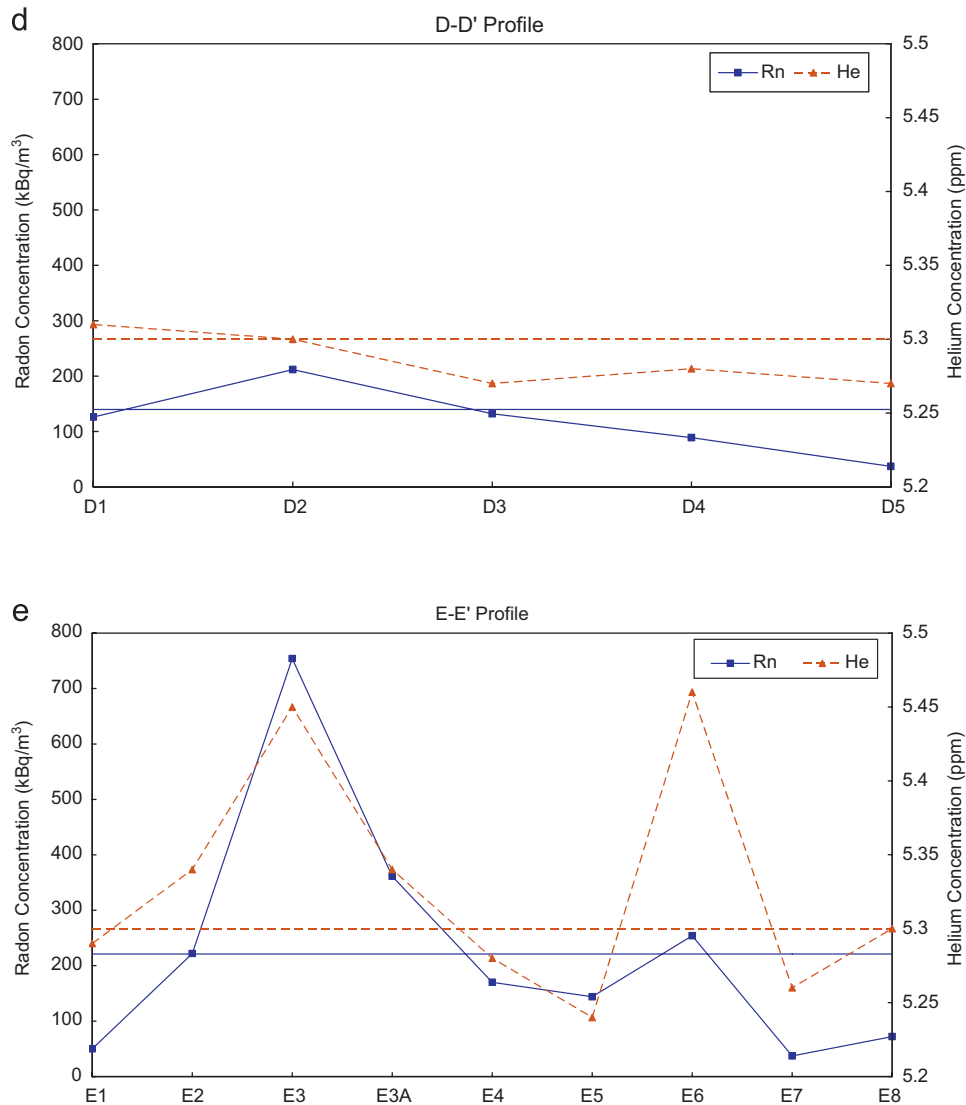 d
D-D' Profile
Rn He
800
700
600
500
400
300
200
100
0
Radon Concentration (kBq/m³)
5.5
5.45
5.4
5.35
5.3
5.25
5.2
Helium Concentration (ppm)
D1 D2 D3 D4 D5
e
E-E' Profile
Rn He
800
700
600
500
400
300
200
100
0
Radon Concentration (kBq/m³)
5.5
5.45
5.4
5.35
5.3
5.25
5.2
Helium Concentration (ppm)
E1 E2 E3 E3A E4 E5 E6 E7 E8